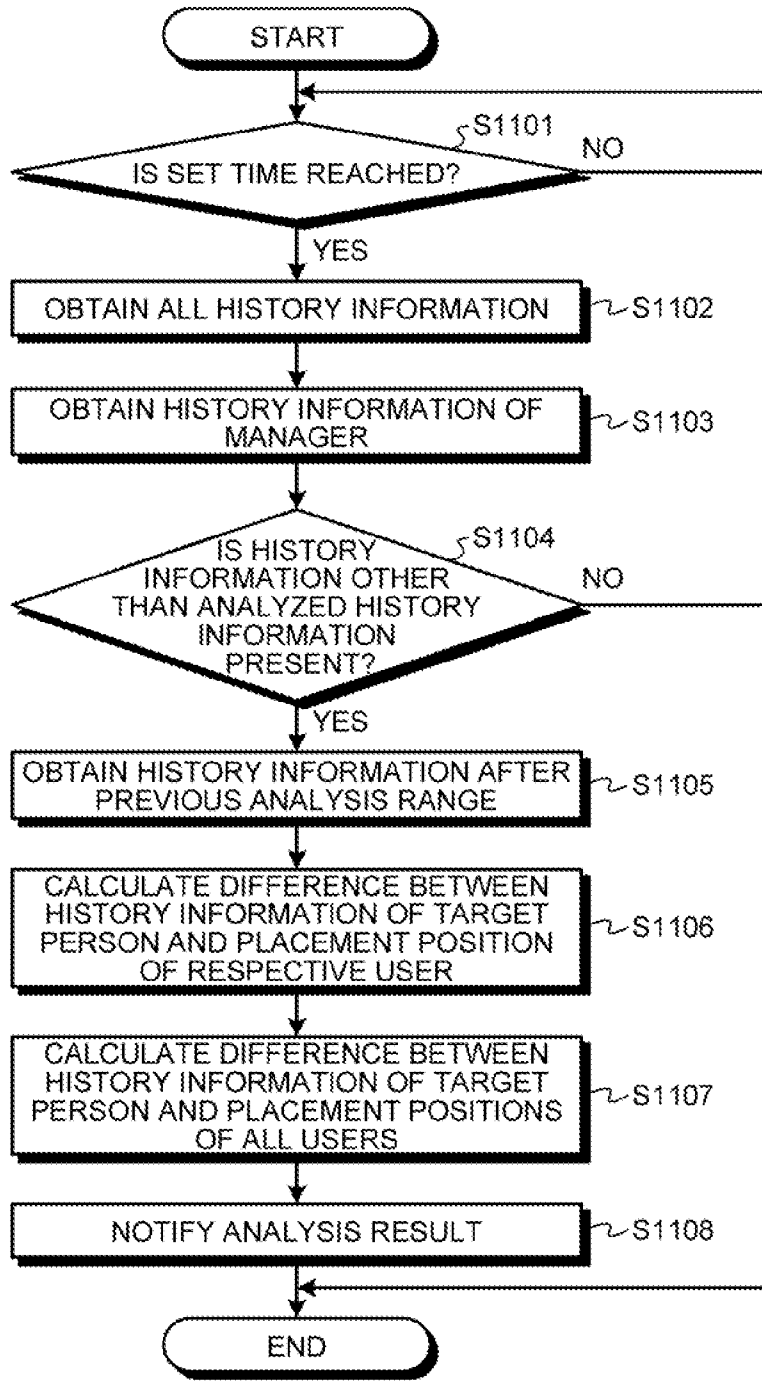 START
S1101
NO
IS SET TIME REACHED?
YES
OBTAIN ALL HISTORY INFORMATION
S1102
OBTAIN HISTORY INFORMATION OF
MANAGER
S1103
S1104
IS HISTORY
INFORMATION OTHER
THAN ANALYZED HISTORY
INFORMATION
PRESENT?
NO
YES
OBTAIN HISTORY INFORMATION AFTER
PREVIOUS ANALYSIS RANGE
S1105
CALCULATE DIFFERENCE BETWEEN
HISTORY INFORMATION OF TARGET
PERSON AND PLACEMENT POSITION
OF RESPECTIVE USER
S1106
CALCULATE DIFFERENCE BETWEEN
HISTORY INFORMATION OF TARGET
PERSON AND PLACEMENT POSITIONS
OF ALL USERS
S1107
NOTIFY ANALYSIS RESULT
S1108
END